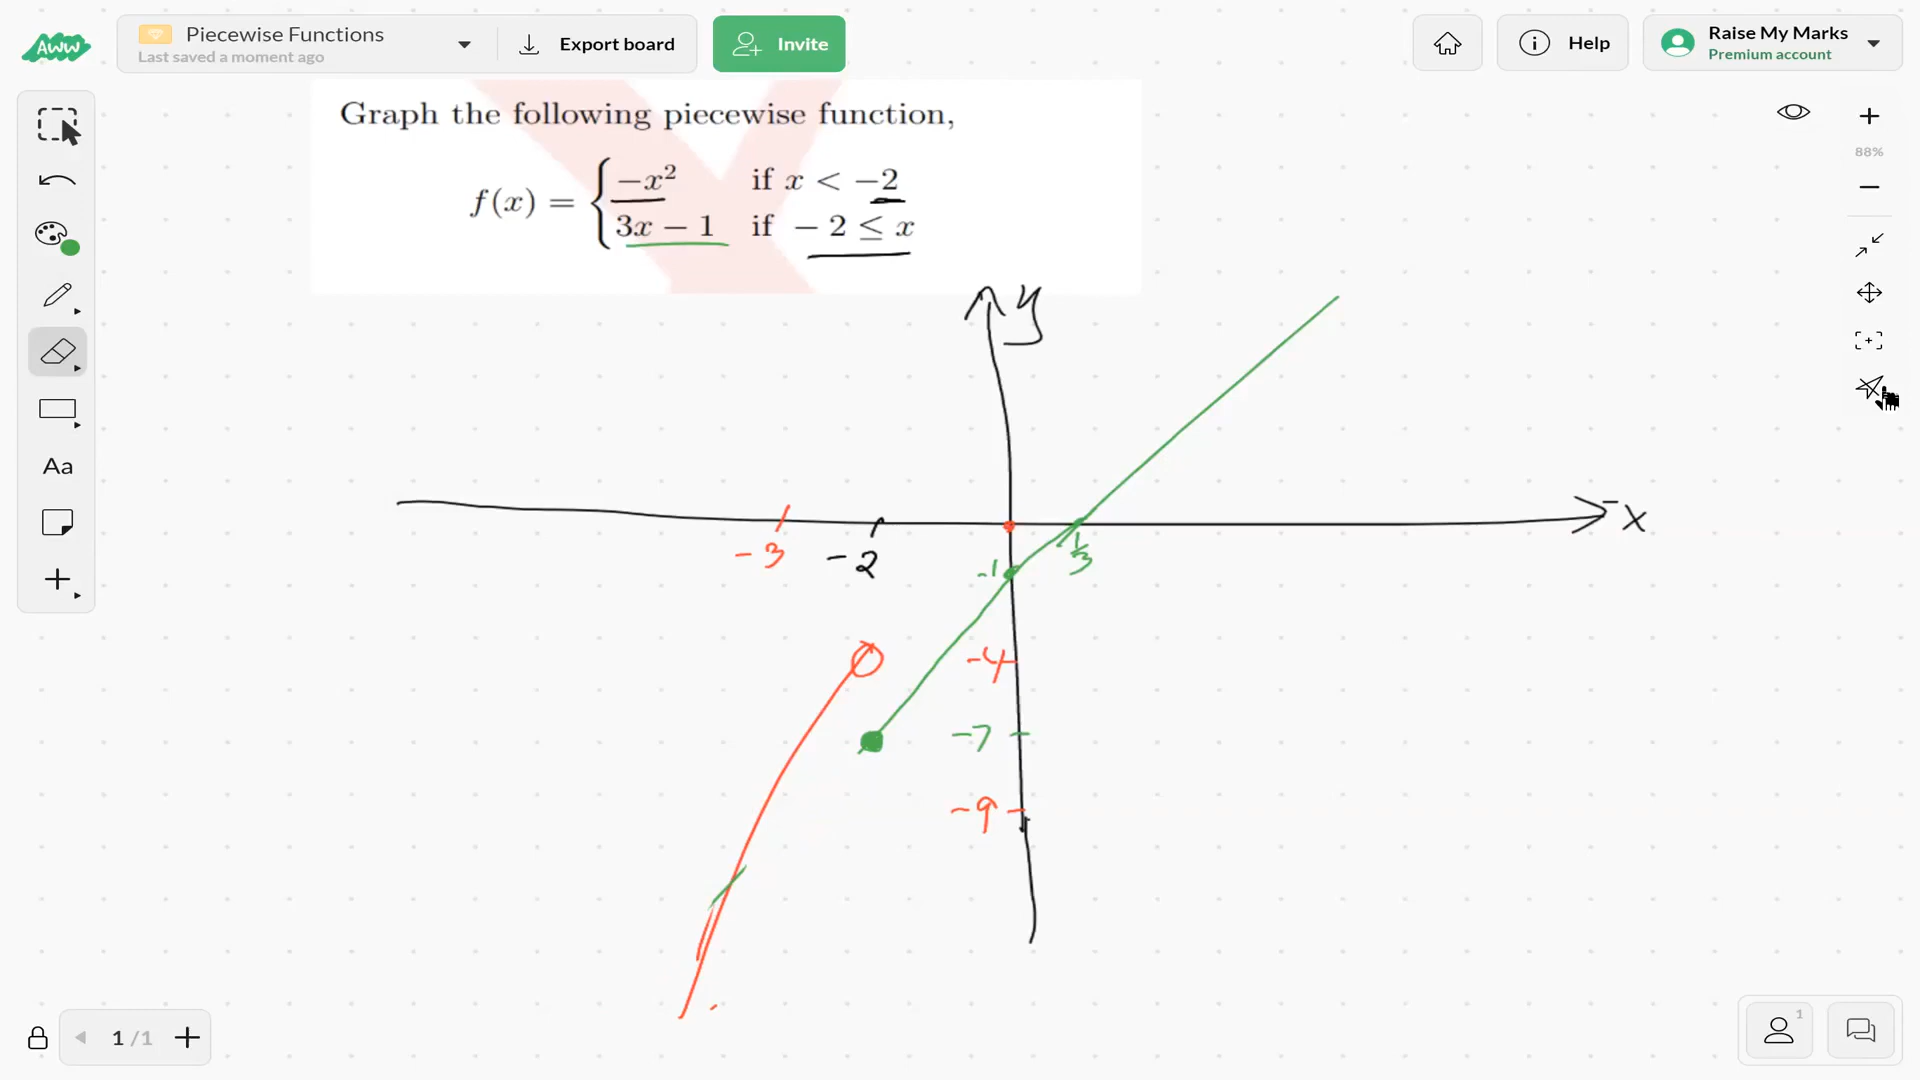 AWW
Piecewise Functions
Last saved a moment ago
Export board
Invite
Help
Raise My Marks
Premium account
88%
Graph the following piecewise function,
f(x) = { −x² if x < −2
3x − 1 if − 2 ≤ x
y
x
-3
-2
-1
1/3
-4
-7
-9
Aa
1 / 1
1